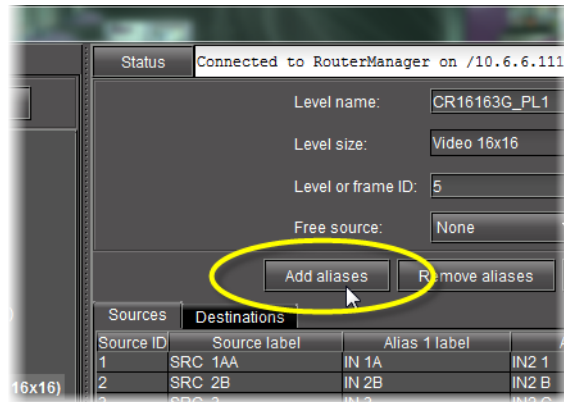 Status Connected to RouterManager on /10.6.6.111
Level name: CR16163G_PL1
Level size: Video 16x16
Level or frame ID: 5
Free source: None
Add aliases Remove aliases
Sources Destinations
Source ID Source label Alias 1 label
1 SRC 1AA IN 1A IN2 1
2 SRC 2B IN 2B IN2 B
16x16)